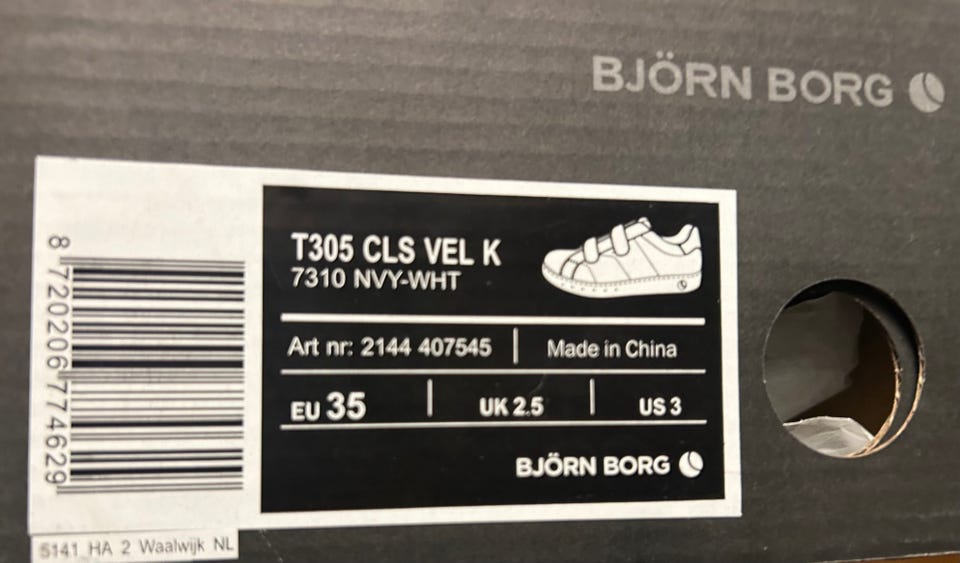 BJÖRN BORG
T305 CLS VEL K
7310 NVY-WHT
Art nr: 2144 407545 | Made in China
EU 35 | UK 2.5 | US 3
BJÖRN BORG
8 720206 774629
5141 HA 2 Waalwijk NL